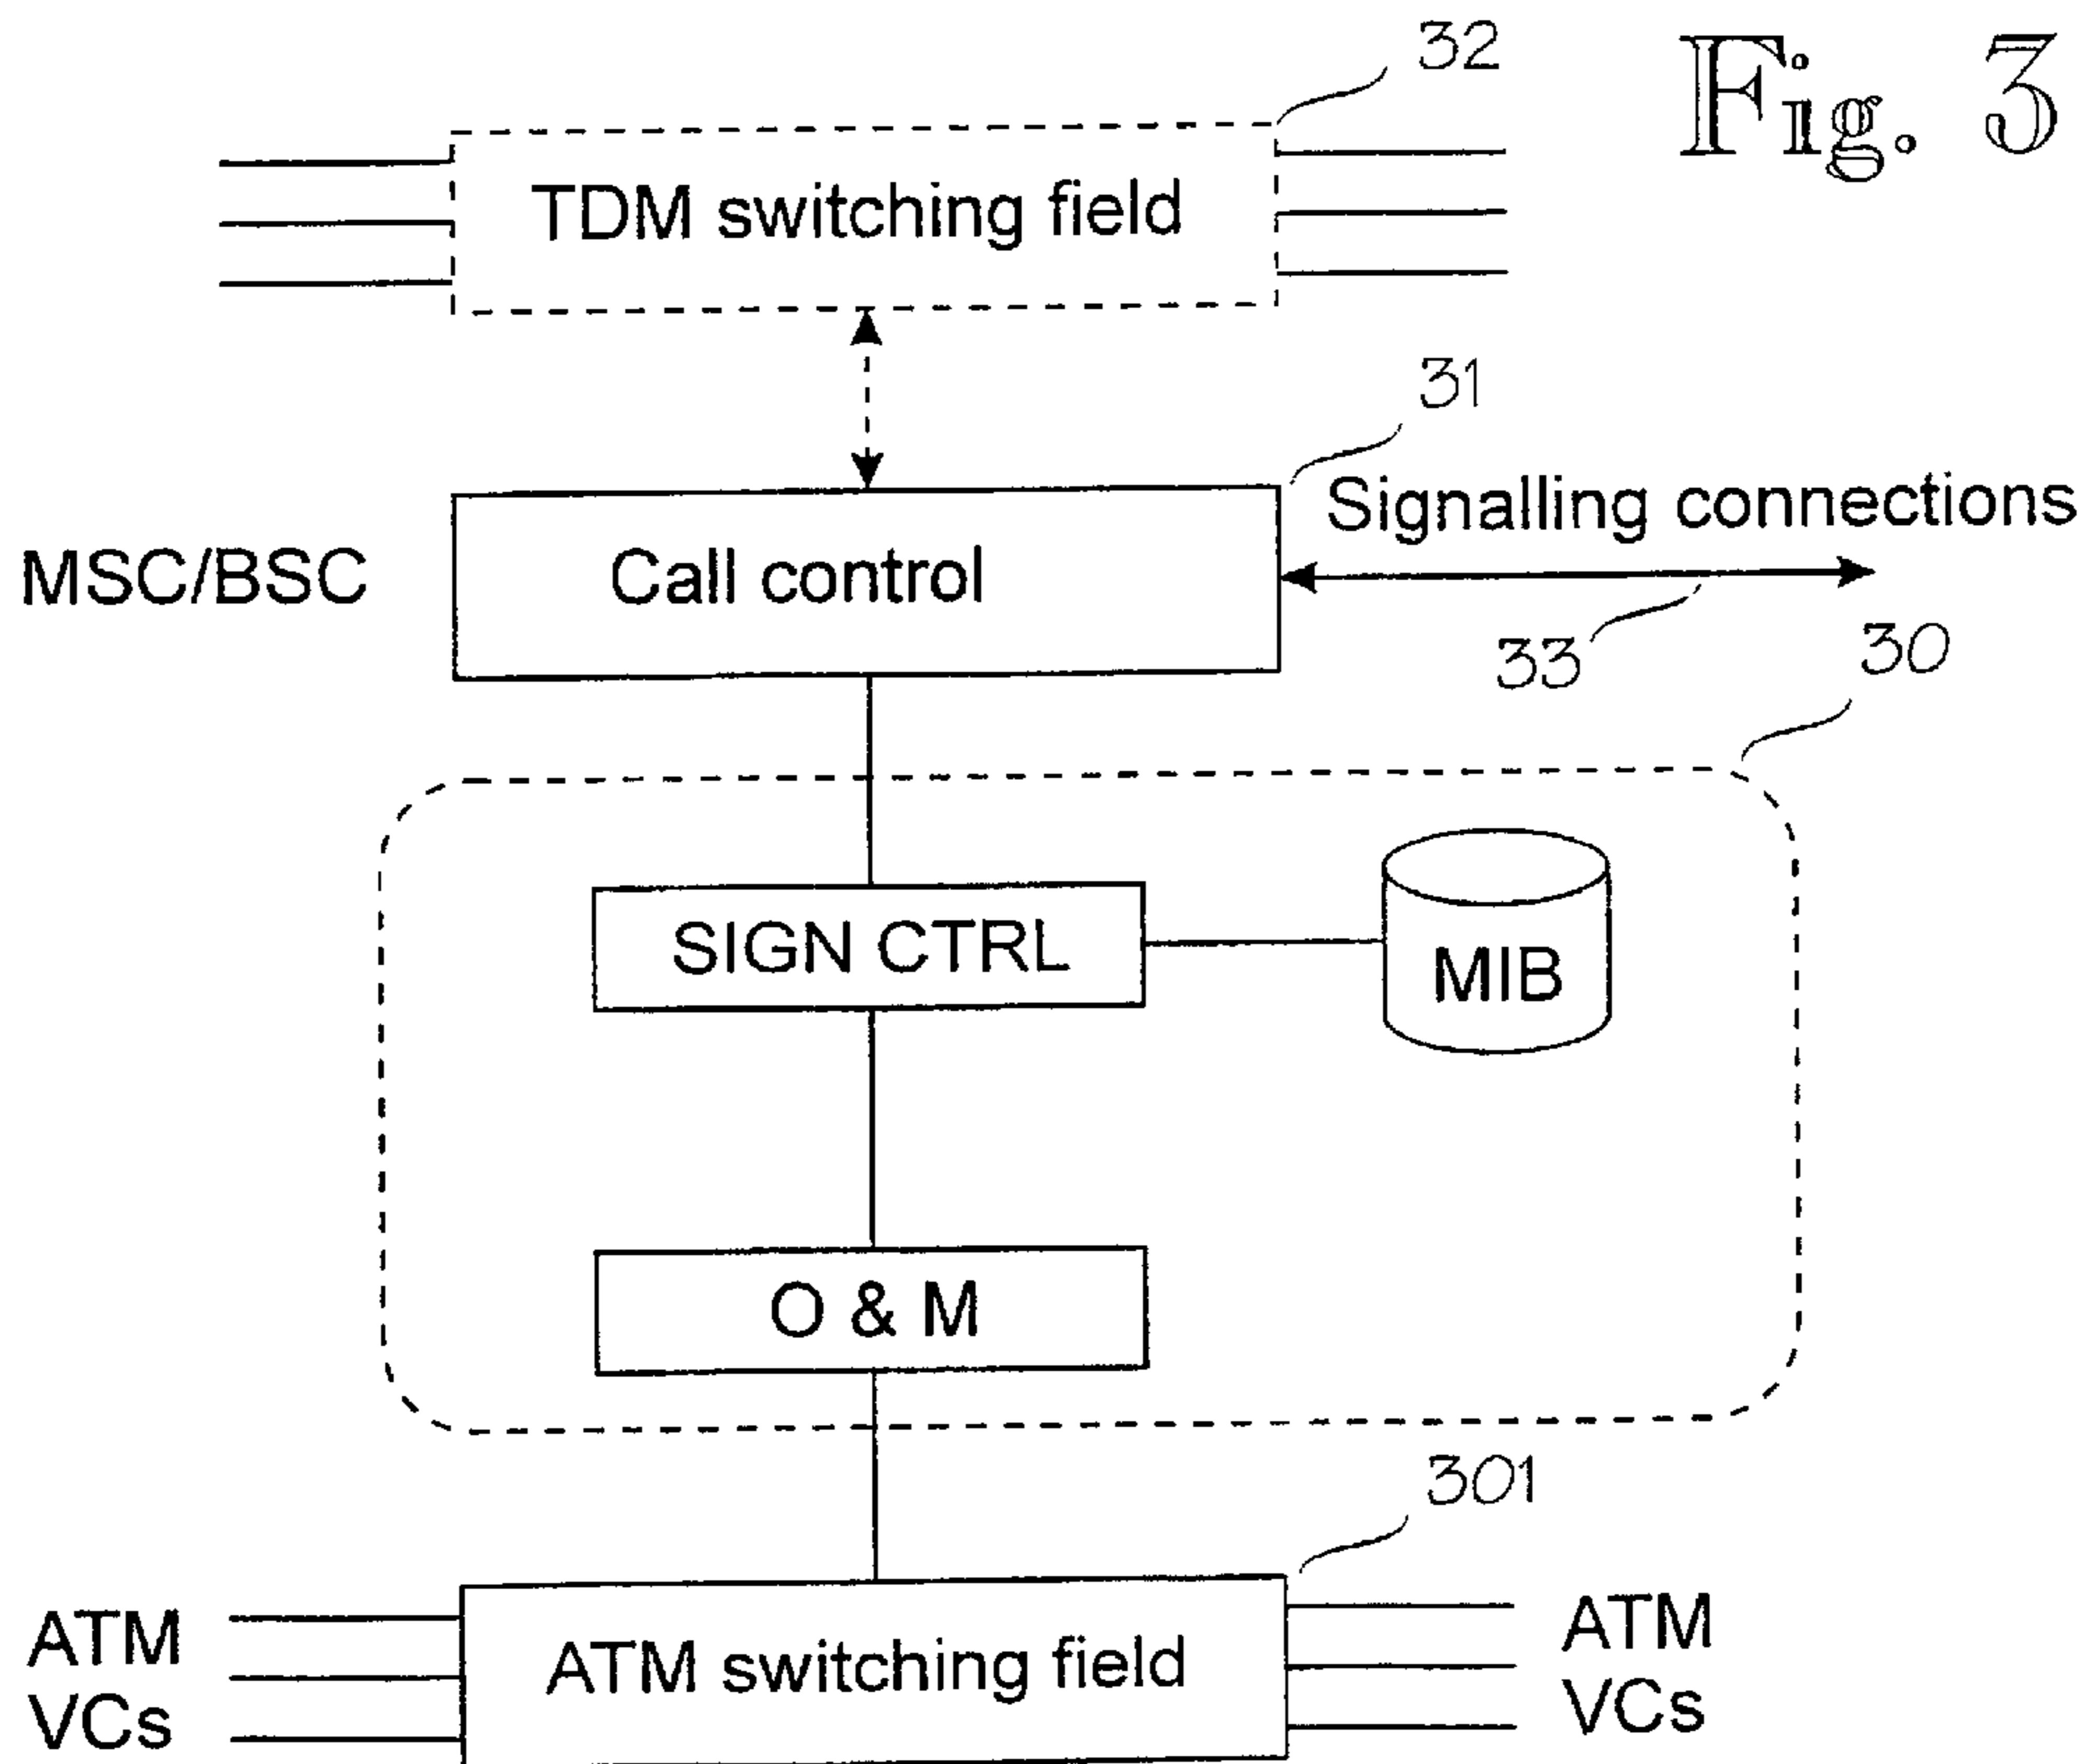 Fig. 3
32
TDM switching field
31
Signalling connections
MSC/BSC
Call control
33
30
SIGN CTRL
MIB
O & M
301
ATM
VCs
ATM switching field
ATM
VCs